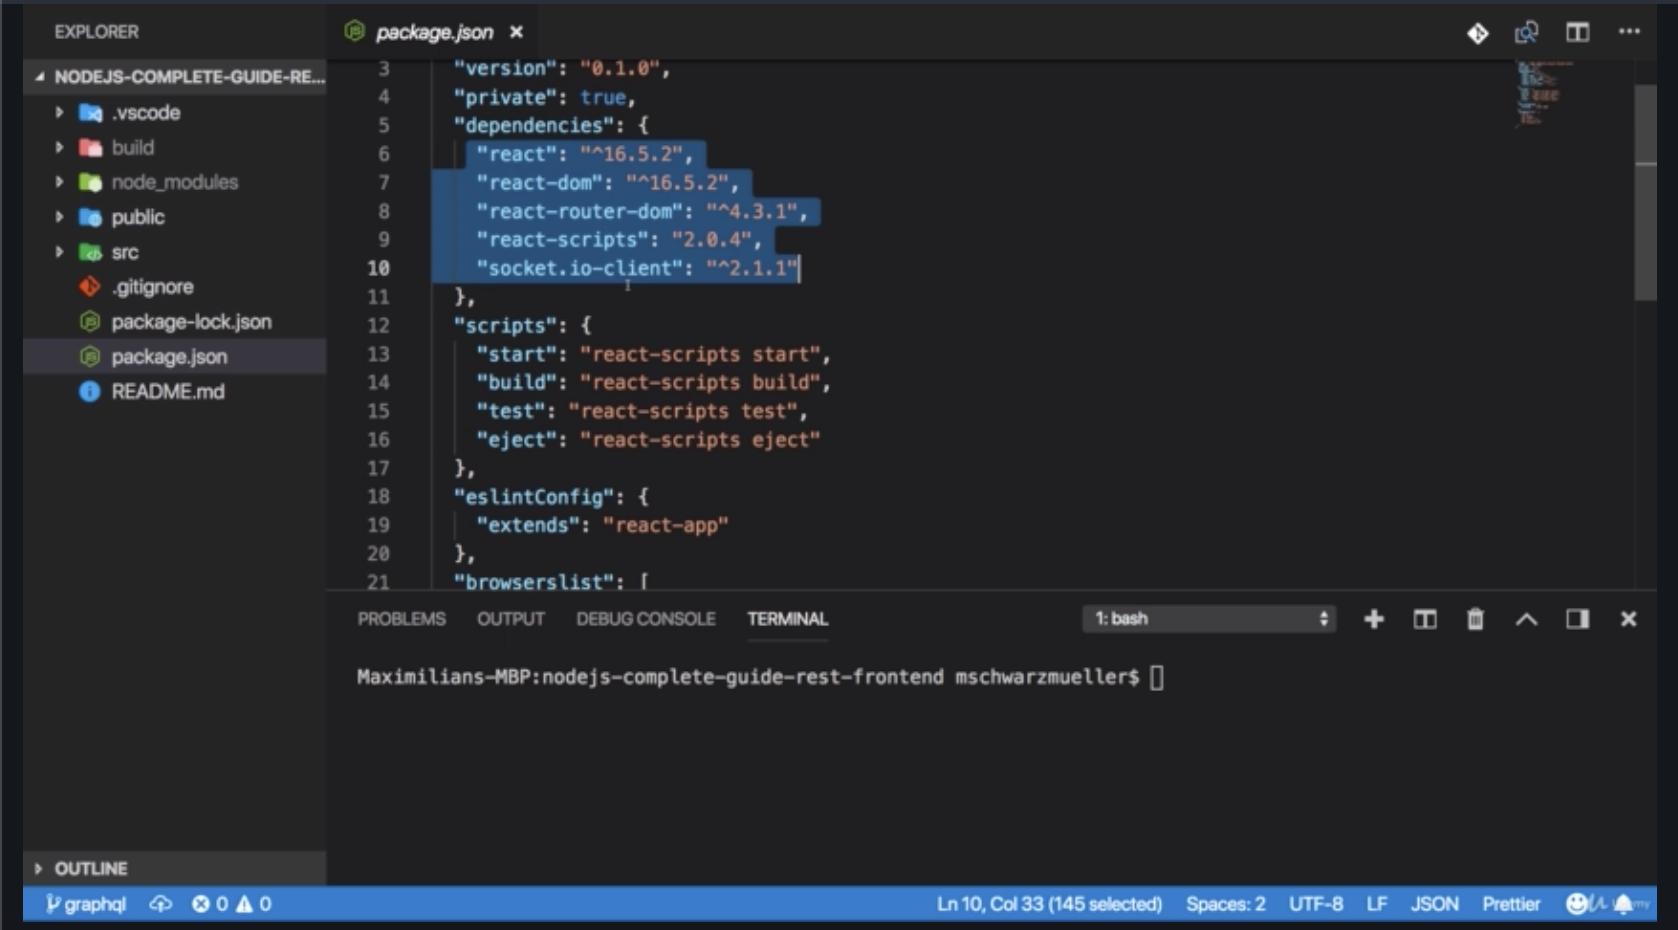 EXPLORER
package.json
NODEJS-COMPLETE-GUIDE-RE...
.vscode
build
node_modules
public
src
.gitignore
package-lock.json
package.json
README.md
3 "version": "0.1.0",
4 "private": true,
5 "dependencies": {
6 "react": "^16.5.2",
7 "react-dom": "^16.5.2",
8 "react-router-dom": "^4.3.1",
9 "react-scripts": "2.0.4",
10 "socket.io-client": "^2.1.1"
11 },
12 "scripts": {
13 "start": "react-scripts start",
14 "build": "react-scripts build",
15 "test": "react-scripts test",
16 "eject": "react-scripts eject"
17 },
18 "eslintConfig": {
19 "extends": "react-app"
20 },
21 "browserslist": [
PROBLEMS OUTPUT DEBUG CONSOLE TERMINAL 1: bash
Maximilians-MBP:nodejs-complete-guide-rest-frontend mschwarzmueller$
OUTLINE
graphql 0 0 Ln 10, Col 33 (145 selected) Spaces: 2 UTF-8 LF JSON Prettier